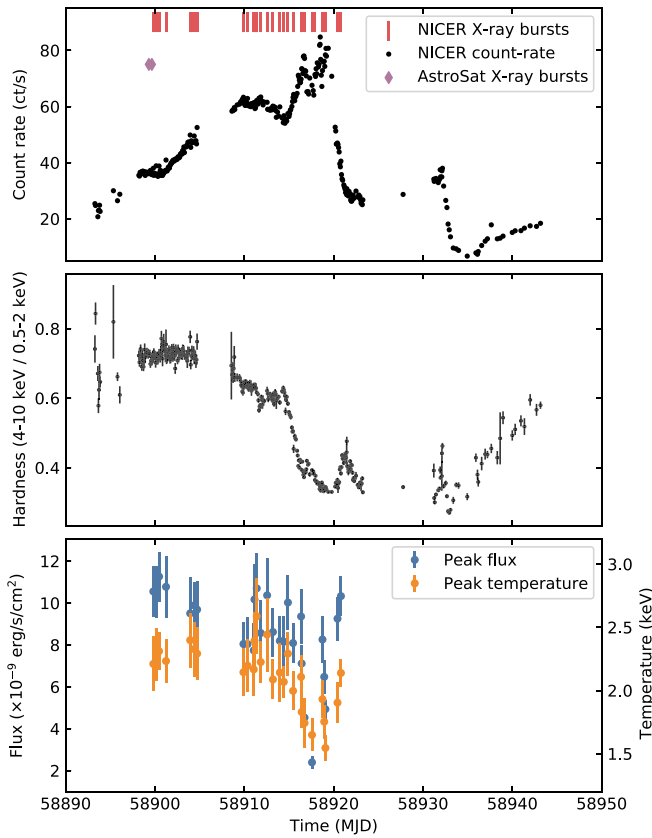 NICER X-ray bursts
NICER count-rate
AstroSat X-ray bursts
Count rate (ct/s)
80
60
40
20
Hardness (4-10 keV / 0.5-2 keV)
0.8
0.6
0.4
Peak flux
Peak temperature
Flux (×10⁻⁹ erg/s/cm²)
12
10
8
6
4
2
3.0
2.5
2.0
1.5
Temperature (keV)
58890 58900 58910 58920 58930 58940 58950
Time (MJD)